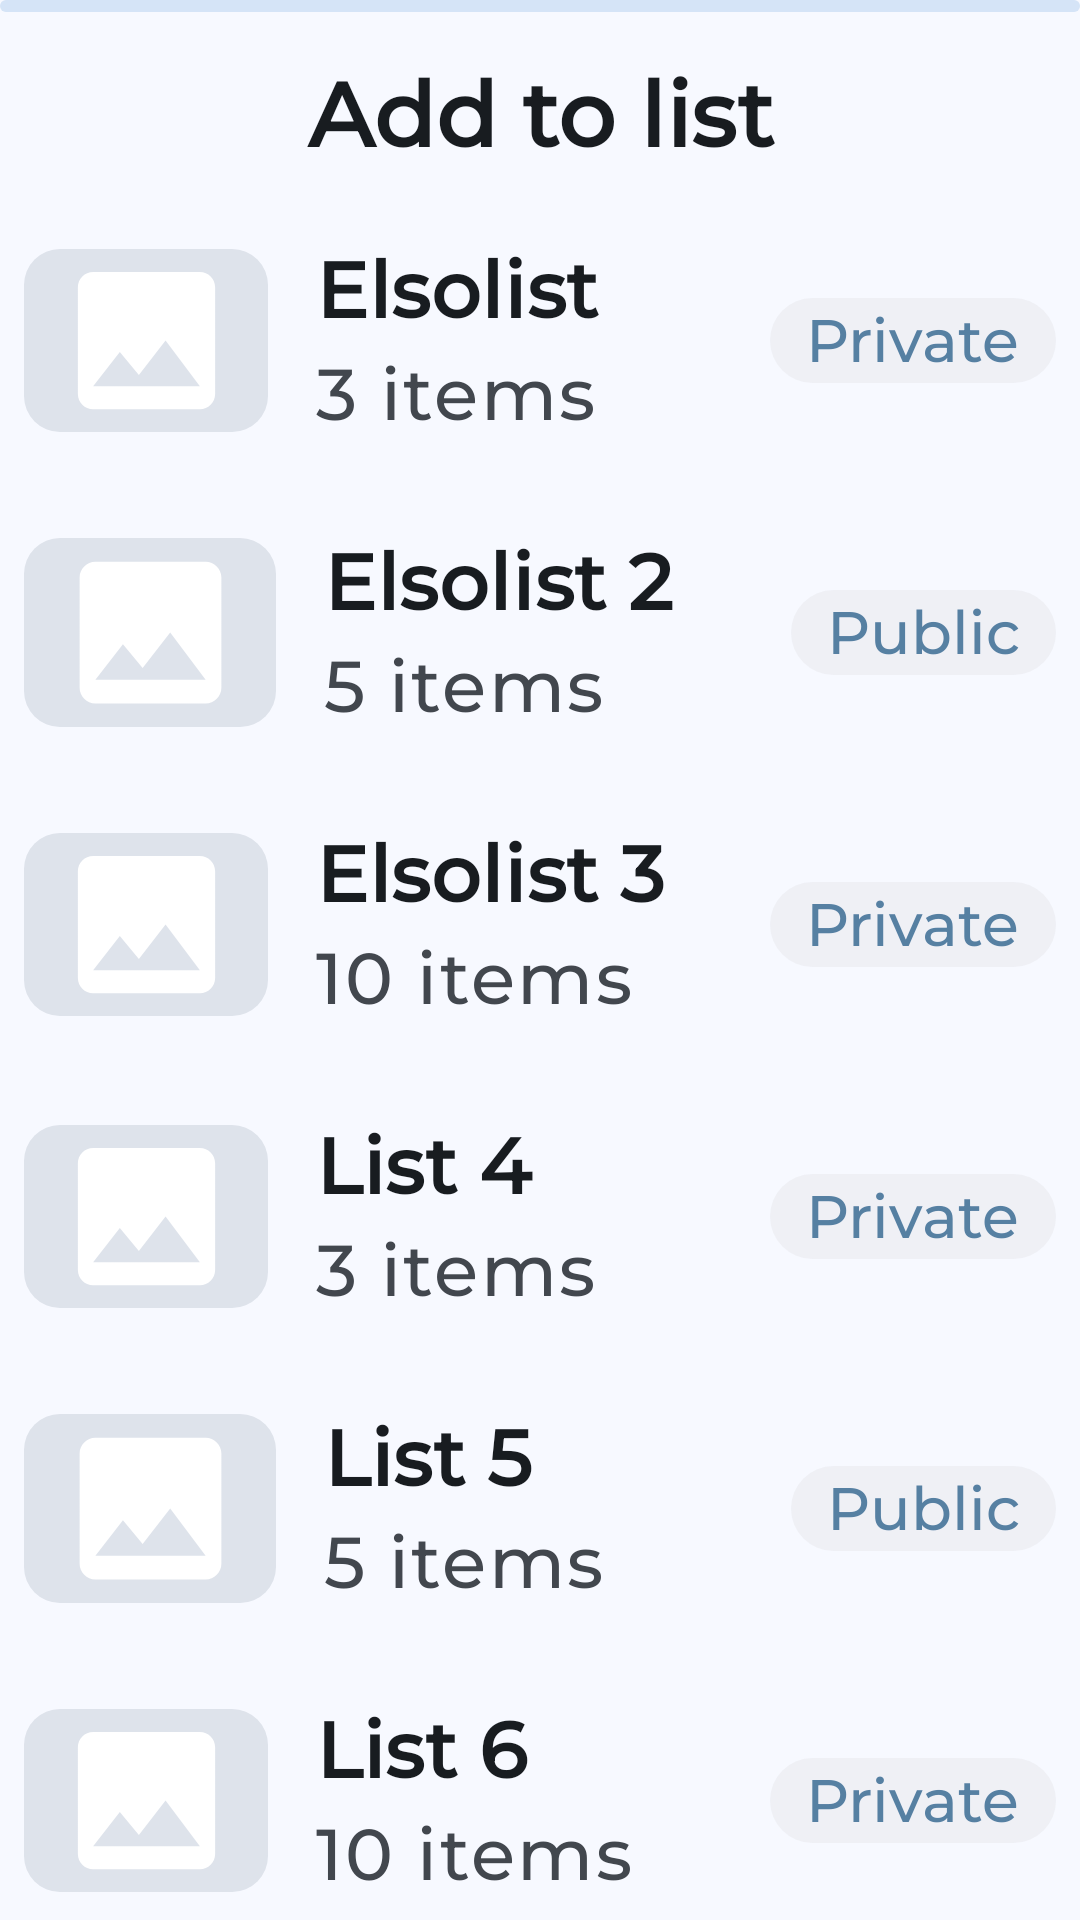 Add to list
Elsolist
3 items
Private
Elsolist 2
5 items
Public
Elsolist 3
10 items
Private
List 4
3 items
Private
List 5
5 items
Public
List 6
10 items
Private